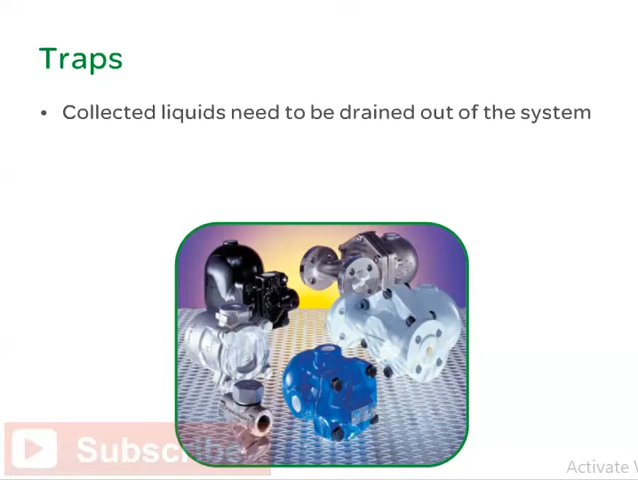 Traps
• Collected liquids need to be drained out of the system
Subscribe
Activate